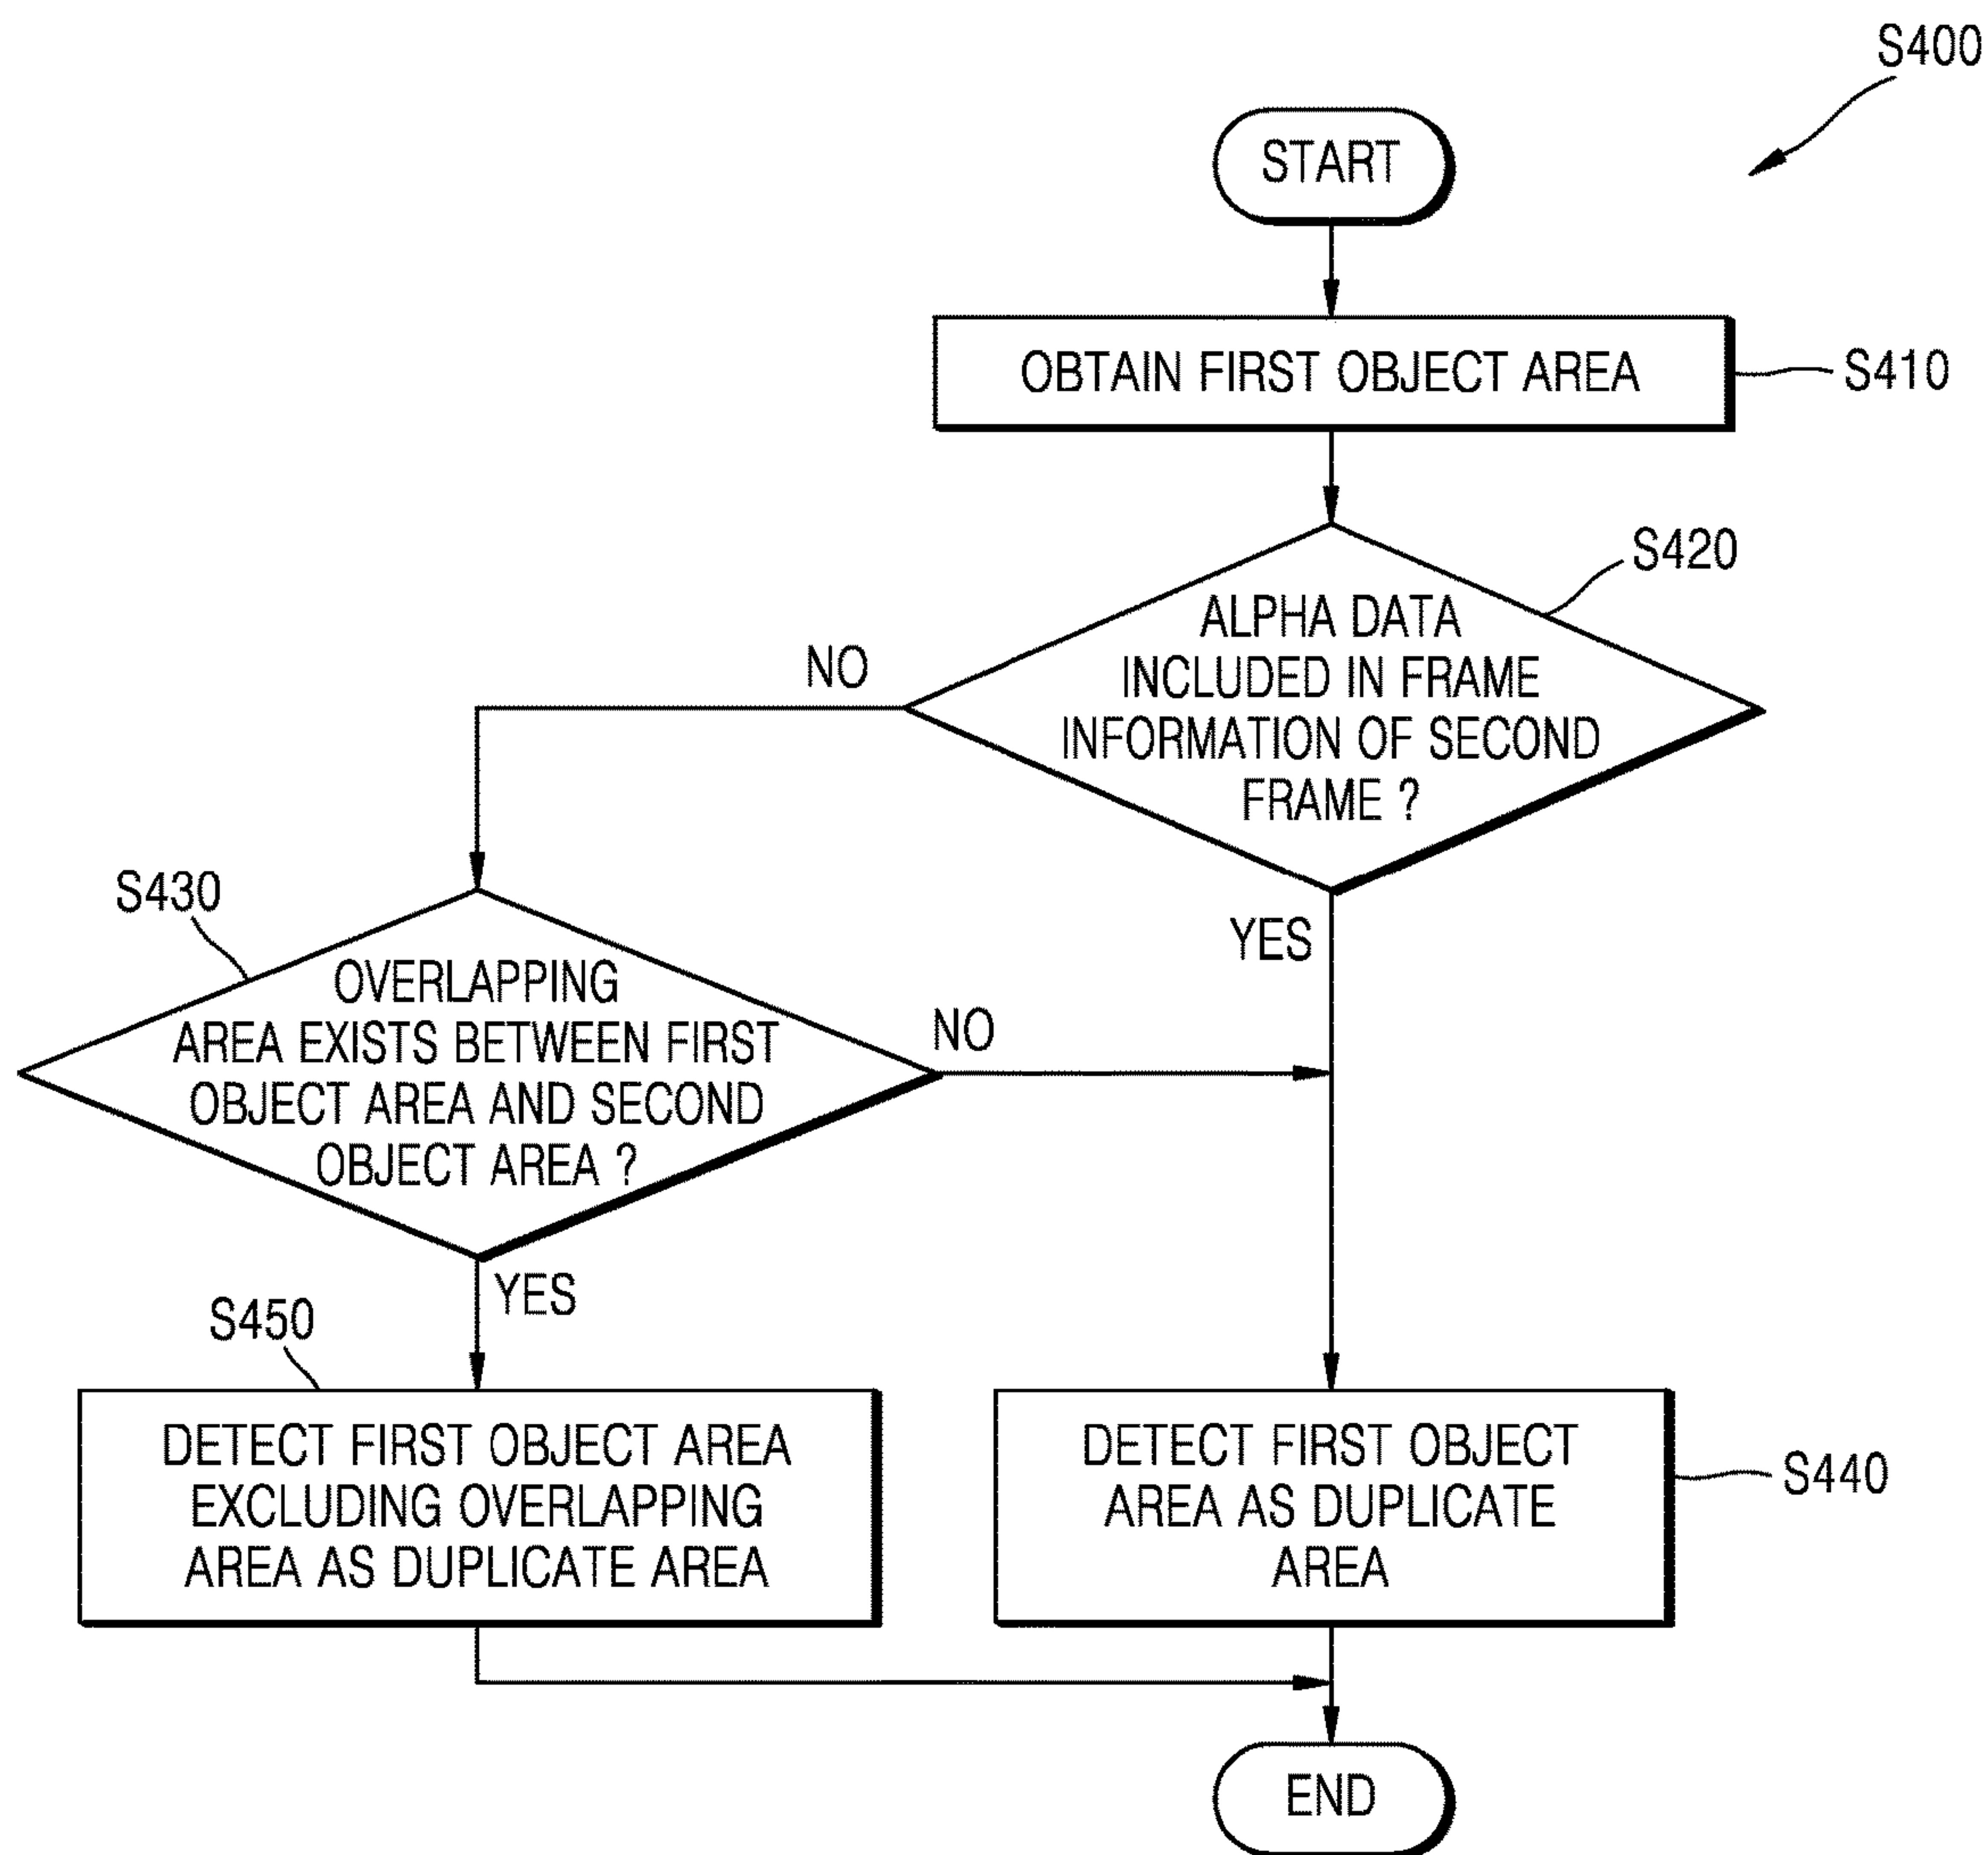 S400
START
OBTAIN FIRST OBJECT AREA
S410
S420
ALPHA DATA
INCLUDED IN FRAME
INFORMATION OF SECOND
FRAME ?
NO
YES
S430
OVERLAPPING
AREA EXISTS BETWEEN FIRST
OBJECT AREA AND SECOND
OBJECT AREA ?
NO
YES
S450
DETECT FIRST OBJECT AREA
EXCLUDING OVERLAPPING
AREA AS DUPLICATE AREA
DETECT FIRST OBJECT
AREA AS DUPLICATE
AREA
S440
END